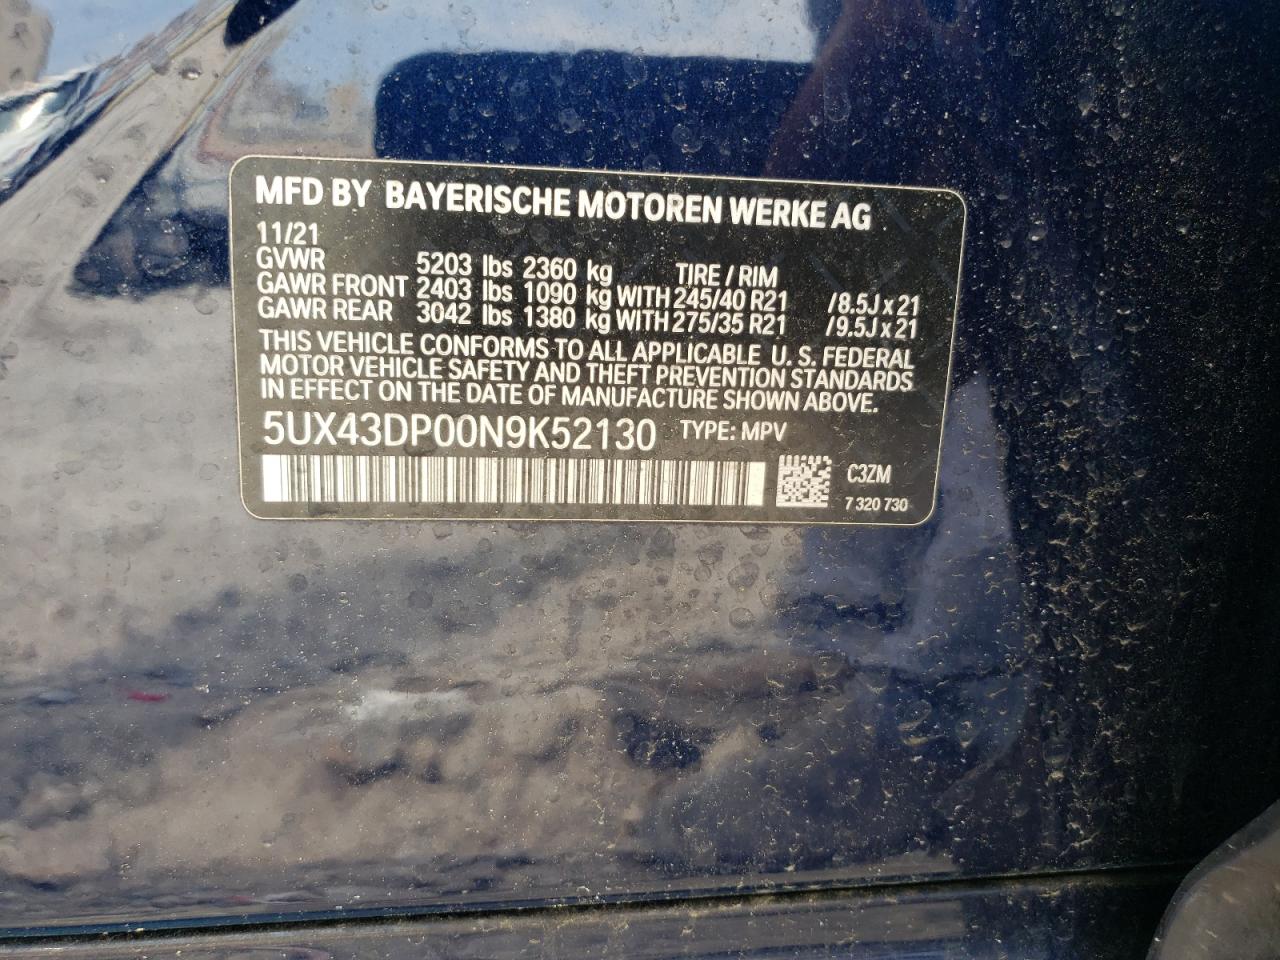 MFD BY BAYERISCHE MOTOREN WERKE AG
11/21
GVWR 5203 lbs 2360 kg TIRE / RIM
GAWR FRONT 2403 lbs 1090 kg WITH 245/40 R21 /8.5J x 21
GAWR REAR 3042 lbs 1380 kg WITH 275/35 R21 /9.5J x 21
THIS VEHICLE CONFORMS TO ALL APPLICABLE U. S. FEDERAL
MOTOR VEHICLE SAFETY AND THEFT PREVENTION STANDARDS
IN EFFECT ON THE DATE OF MANUFACTURE SHOWN ABOVE.
5UX43DP00N9K52130 TYPE: MPV
C3ZM
7 320 730